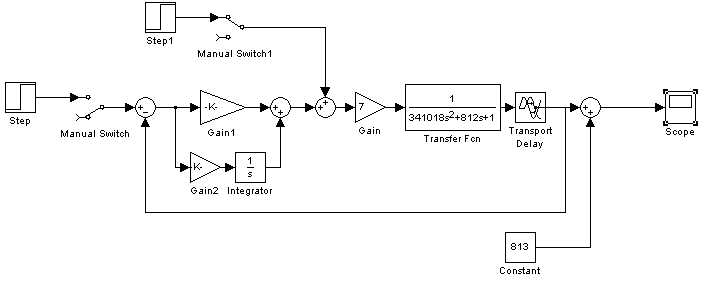 Step1
Manual Switch1
Step
Manual Switch
-K-
Gain1
K-
Gain2
1
s
Integrator
7
Gain
1
341018s2+812s+1
Transfer Fcn
Transport
Delay
Scope
813
Constant